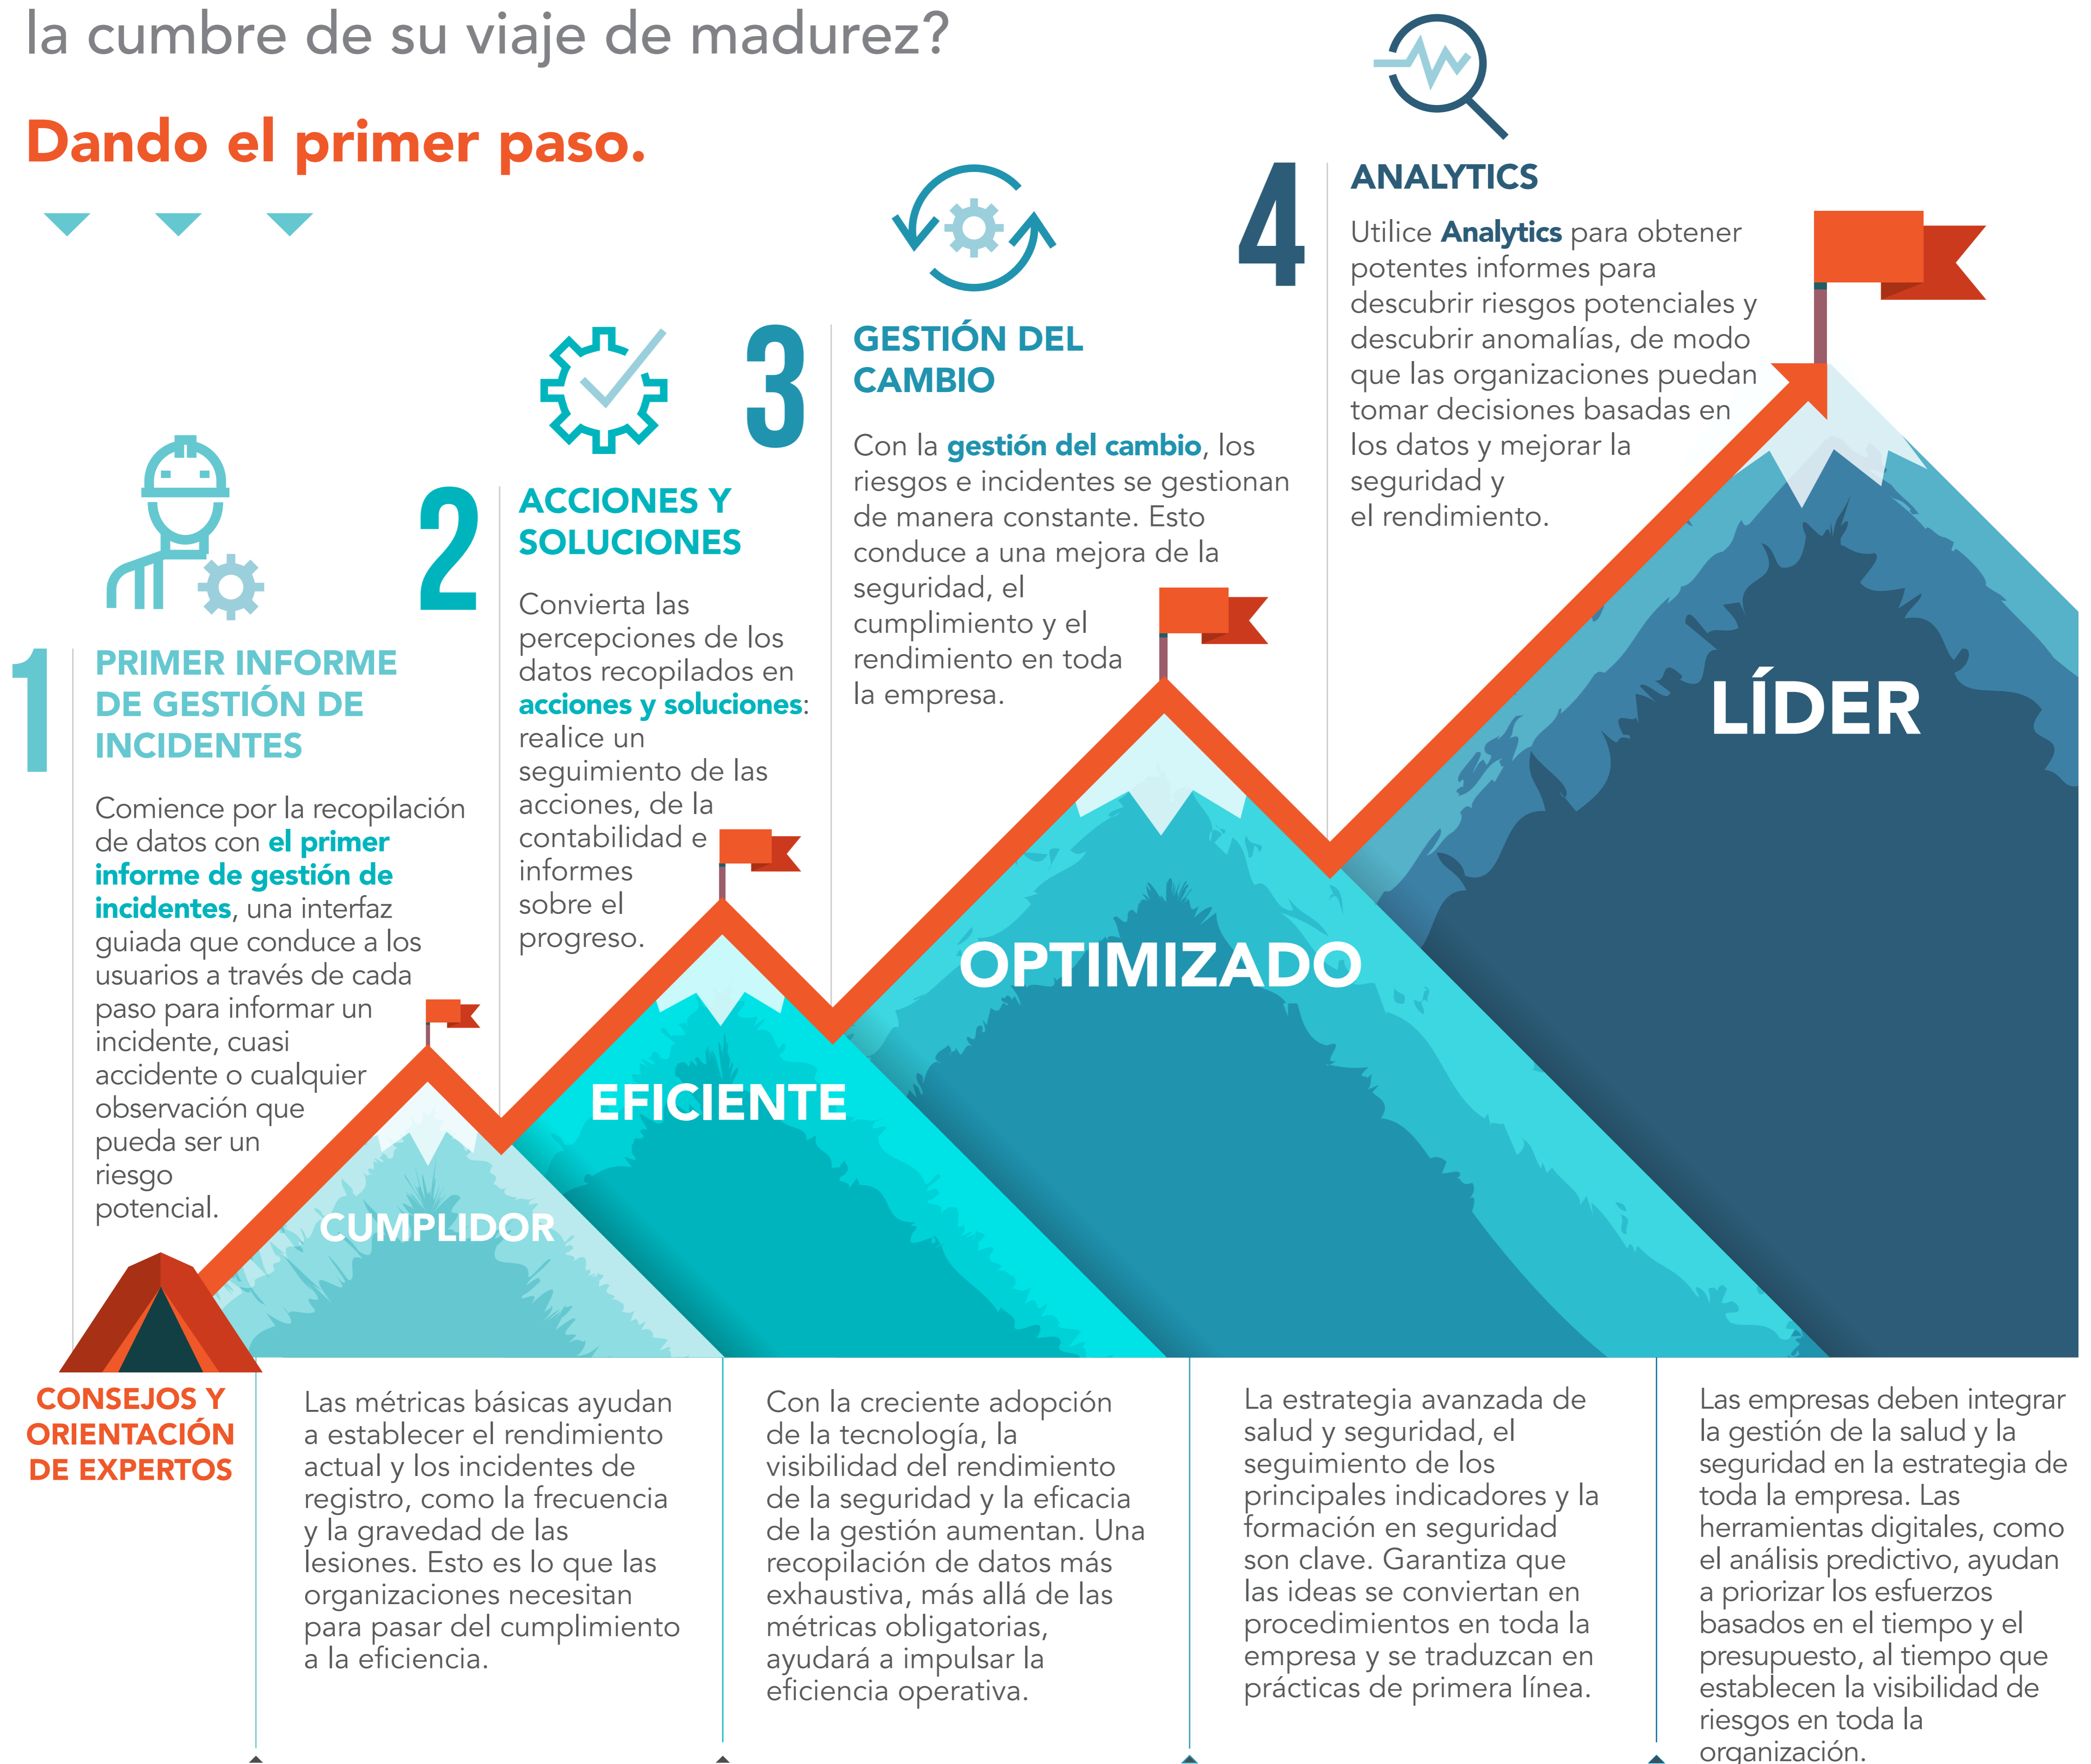 la cumbre de su viaje de madurez?
Dando el primer paso.
1
PRIMER INFORME
DE GESTIÓN DE
INCIDENTES
Comience por la recopilación
de datos con el primer
informe de gestión de
incidentes, una interfaz
guiada que conduce a los
usuarios a través de cada
paso para informar un
incidente, cuasi
accidente o cualquier
observación que
pueda ser un
riesgo
potencial.
2
ACCIONES Y
SOLUCIONES
Convierta las
percepciones de los
datos recopilados en
acciones y soluciones:
realice un
seguimiento de las
acciones, de la
contabilidad e
informes
sobre el
progreso.
3
GESTIÓN DEL
CAMBIO
Con la gestión del cambio, los
riesgos e incidentes se gestionan
de manera constante. Esto
conduce a una mejora de la
seguridad, el
cumplimiento y el
rendimiento en toda
la empresa.
4
ANALYTICS
Utilice Analytics para obtener
potentes informes para
descubrir riesgos potenciales y
descubrir anomalías, de modo
que las organizaciones puedan
tomar decisiones basadas en
los datos y mejorar la
seguridad y
el rendimiento.
CUMPLIDOR
EFICIENTE
OPTIMIZADO
LÍDER
CONSEJOS Y
ORIENTACIÓN
DE EXPERTOS
Las métricas básicas ayudan
a establecer el rendimiento
actual y los incidentes de
registro, como la frecuencia
y la gravedad de las
lesiones. Esto es lo que las
organizaciones necesitan
para pasar del cumplimiento
a la eficiencia.
Con la creciente adopción
de la tecnología, la
visibilidad del rendimiento
de la seguridad y la eficacia
de la gestión aumentan. Una
recopilación de datos más
exhaustiva, más allá de las
métricas obligatorias,
ayudará a impulsar la
eficiencia operativa.
La estrategia avanzada de
salud y seguridad, el
seguimiento de los
principales indicadores y la
formación en seguridad
son clave. Garantiza que
las ideas se conviertan en
procedimientos en toda la
empresa y se traduzcan en
prácticas de primera línea.
Las empresas deben integrar
la gestión de la salud y la
seguridad en la estrategia de
toda la empresa. Las
herramientas digitales, como
el análisis predictivo, ayudan
a priorizar los esfuerzos
basados en el tiempo y el
presupuesto, al tiempo que
establecen la visibilidad de
riesgos en toda la
organización.